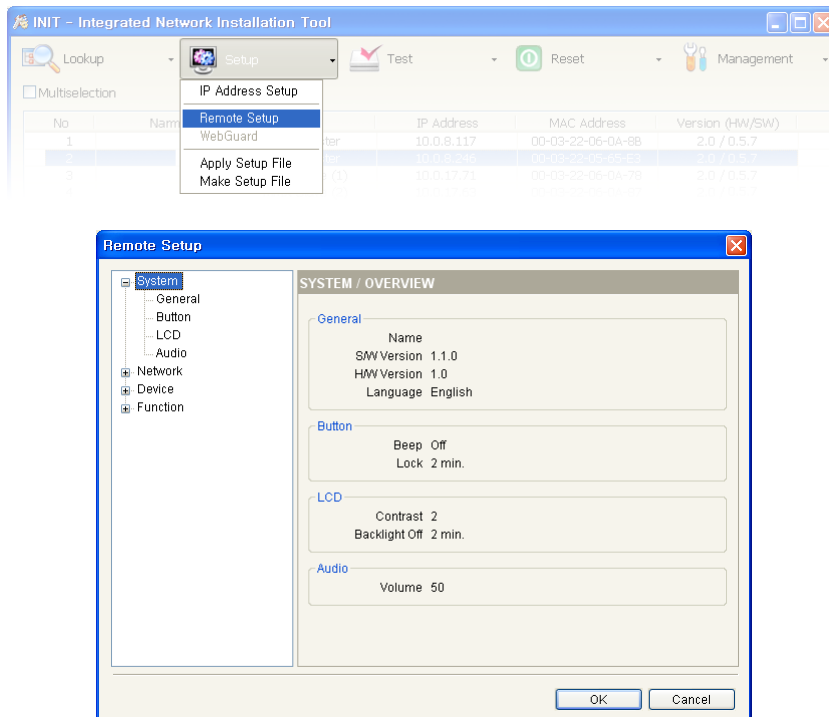 INIT - Integrated Network Installation Tool
Lookup Setup Test Reset Management
Multiselection
IP Address Setup
Remote Setup
WebGuard
Apply Setup File
Make Setup File
No Nam IP Address MAC Address Version (HW/SW)
1 ter 10.0.8.117 00-03-22-06-0A-8B 2.0 / 0.5.7
2 ter 2.0 / 0.5.7
3 (1) 10.0.17.71 00-03-22-06-0A-78 2.0 / 0.5.7
Remote Setup
System
General
Button
LCD
Audio
Network
Device
Function
SYSTEM / OVERVIEW
General
Name
S/W Version 1.1.0
H/W Version 1.0
Language English
Button
Beep Off
Lock 2 min.
LCD
Contrast 2
Backlight Off 2 min.
Audio
Volume 50
OK Cancel